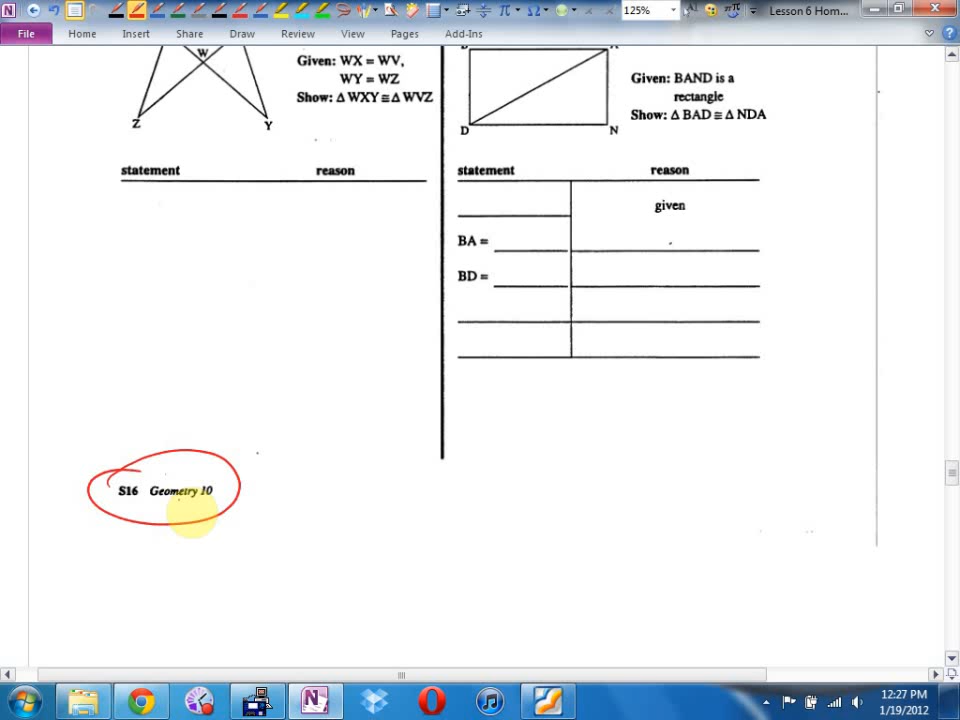 125%
Lesson 6 Hom...
File Home Insert Share Draw Review View Pages Add-Ins
W
Z
Y
Given: WX = WV,
WY = WZ
Show: Δ WXY ≅ Δ WVZ
statement reason
D
N
Given: BAND is a
rectangle
Show: Δ BAD ≅ Δ NDA
statement reason
given
BA =
BD =
S16 Geometry 10
12:27 PM
1/19/2012